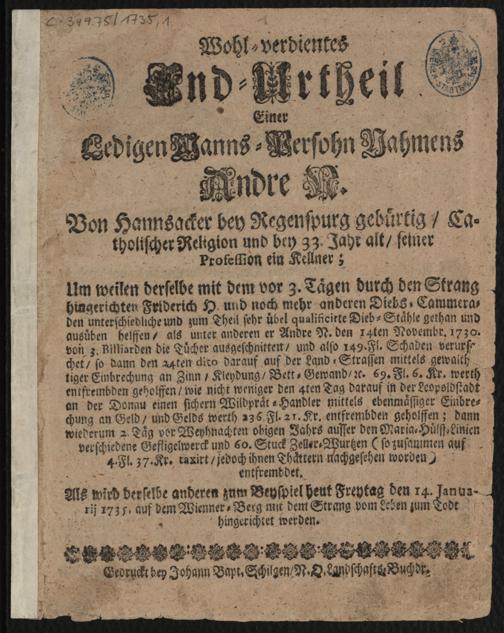 C-39975/1735,1
Wohl-verdientes
End-Urtheil
Einer
Ledigen Manns-Persohn Nahmens
Andre N.
Von Hannsacker bey Regenspurg gebürtig / Ca-
tholischer Religion und bey 33. Jahr alt / seiner
Profession ein Kellner ;
Um weilen derselbe mit dem vor 3. Tägen durch den Strang
hingerichten Friderich H. und noch mehr anderen Diebs-Cammera-
den unterschiedliche und zum Theil sehr übel qualificirte Dieb-Stähle gethan und
ausüben helffen / als unter anderen er Andre N. den 14ten Novembr. 1730.
von 3. Billiarden die Tücher ausgeschnitten / und also 149. Fl. Schaden verurs-
chet / so dann den 24ten dito darauf auf der Land-Strassen mittels gewalth
tiger Einbrechung an Zinn / Kleydung / Bett-Gewand / ꝛc. 69. Fl. 6. Kr. werth
entfrembden geholffen / wie nicht weniger den 4ten Tag darauf in der Leopoldstadt
an der Donau einen sichern Wildprät-Handler mittels ebenmässiger Einbre-
chung an Geld / und Gelds werth 236. Fl. 21. Kr. entfrembden geholffen ; dann
wiederum 2. Täg vor Weyhnachten obigen Jahrs ausser den Maria-Hülff-Linien
verschiedene Gefligelwerck und 60. Stuck Zeller-Wurtzen ( so zusammen auf
4. Fl. 37. Kr. taxirt / jedoch ihnen Thättern nachgesehen worden )
entfrembdet.
Als wird derselbe anderen zum Beyspiel heut Freytag den 14. Janua-
rij 1735. auf dem Wienner-Berg mit dem Strang vom Leben zum Todt
hingerichtet werden.
Gedruckt bey Johann Bapt. Schilgen / N. O. Landschafts-Buchdr.